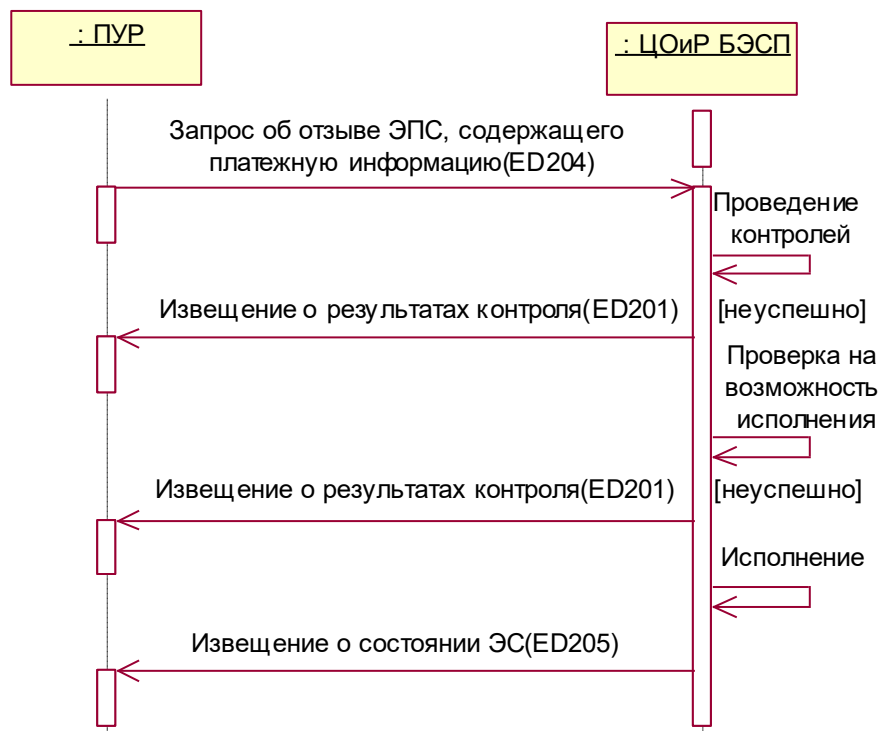 : ПУР
: ЦОиР БЭСП
Запрос об отзыве ЭПС, содержащего
платежную информацию(ED204)
Проведение
контролей
Извещение о результатах контроля(ED201)
[неуспешно]
Проверка на
возможность
исполнения
Извещение о результатах контроля(ED201)
[неуспешно]
Исполнение
Извещение о состоянии ЭС(ED205)